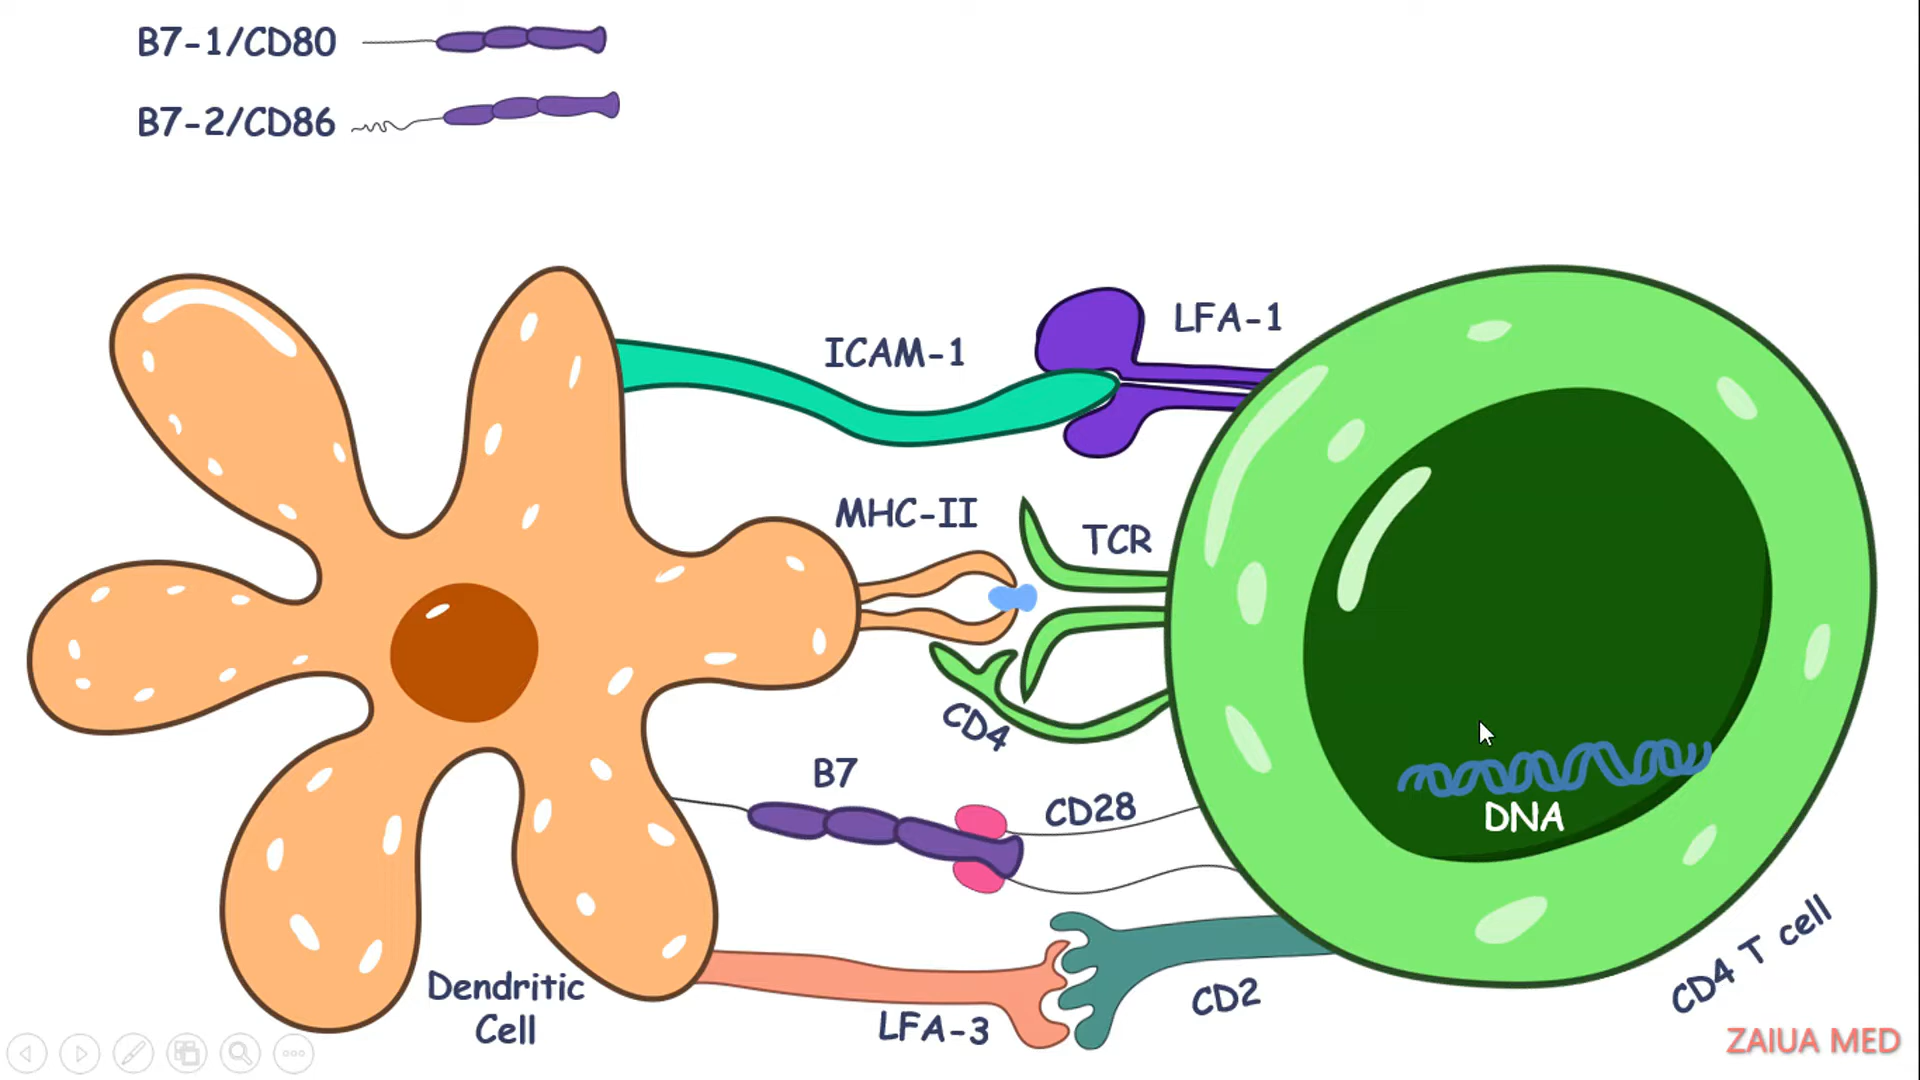 B7-1/CD80
B7-2/CD86
LFA-1
ICAM-1
MHC-II
TCR
CD4
B7
CD28
DNA
CD4 T cell
Dendritic
Cell
LFA-3
CD2
ZAIUA MED